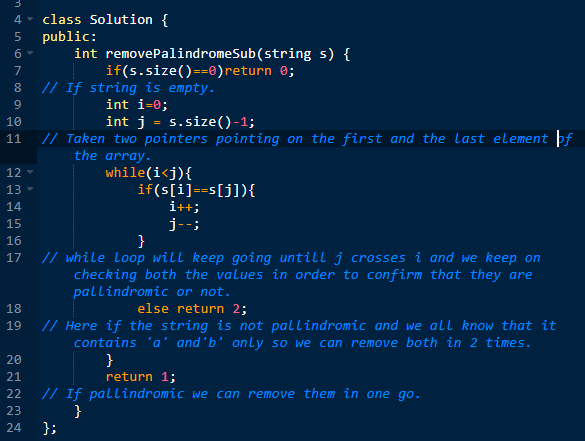 3
4 class Solution {
5 public:
6 int removePalindromeSub(string s) {
7 if(s.size()==0)return 0;
8 // If string is empty.
9 int i=0;
10 int j = s.size()-1;
11 // Taken two pointers pointing on the first and the last element of
the array.
12 while(i<j){
13 if(s[i]==s[j]){
14 i++;
15 j--;
16 }
17 // while loop will keep going untill j crosses i and we keep on
checking both the values in order to confirm that they are
pallindromic or not.
18 else return 2;
19 // Here if the string is not pallindromic and we all know that it
contains 'a' and'b' only so we can remove both in 2 times.
20 }
21 return 1;
22 // If pallindromic we can remove them in one go.
23 }
24 };